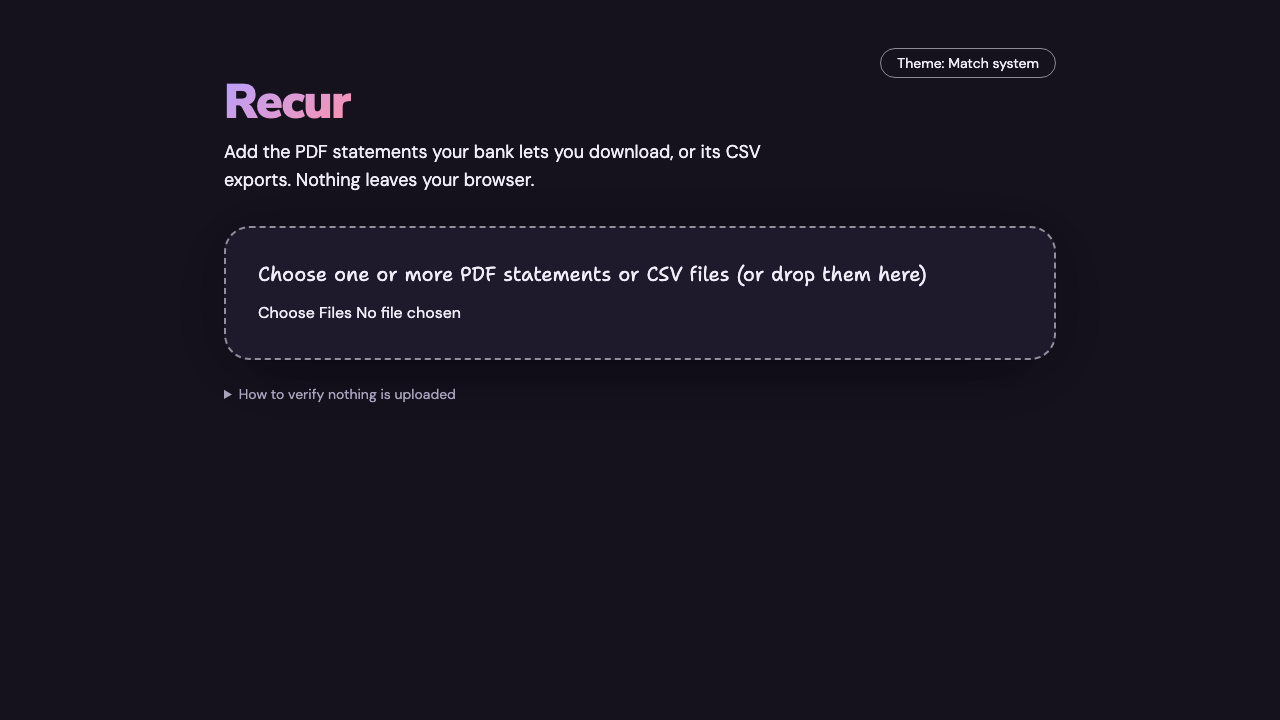 Theme: Match system
Recur
Add the PDF statements your bank lets you download, or its CSV
exports. Nothing leaves your browser.
Choose one or more PDF statements or CSV files (or drop them here)
Choose Files No file chosen
How to verify nothing is uploaded